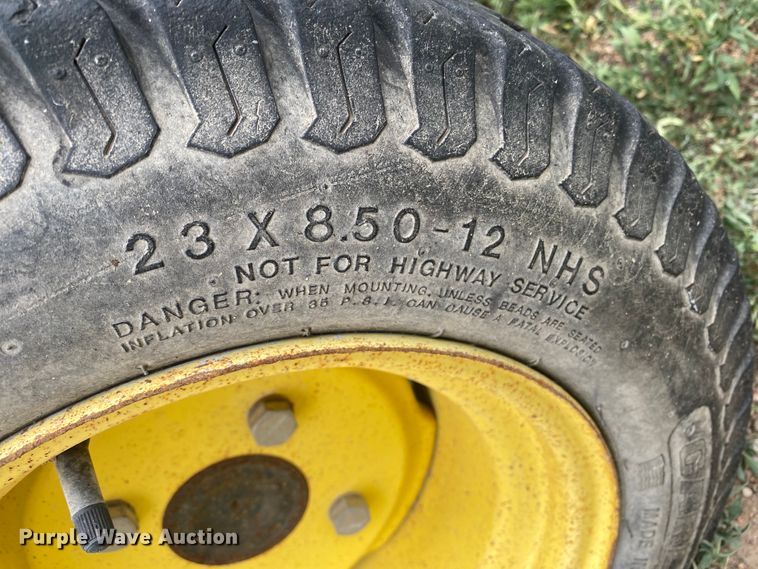 23 X 8.50-12 NHS
NOT FOR HIGHWAY SERVICE
DANGER: WHEN MOUNTING, UNLESS BEADS ARE SEATED
INFLATION OVER 35 P.S.I. CAN CAUSE A FATAL EXPLOSION
MADE
Purple Wave Auction